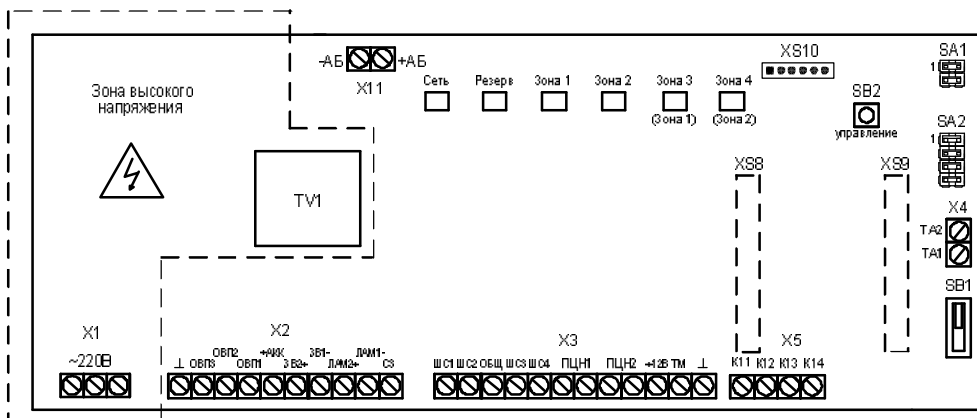 -АБ +АБ
X11
XS10
SA1
1
Зона высокого
напряжения
Сеть Резерв Зона 1 Зона 2 Зона 3 Зона 4
(Зона 1) (Зона 2)
SB2
управление
SA2
1
XS8 XS9
TV1
X4
TA2
TA1
SB1
X1 X2 X3 X5
~220В
ОВП2 +АКК ЗВ1- ЛАМ1-
⊥ ОВП3 ОВП1 ЗВ2+ ЛАМ2+ СЗ
ШС1 ШС2 ОБЩ ШС3 ШС4 ПЦН1 ПЦН2 +12В ТМ ⊥
К11 К12 К13 К14